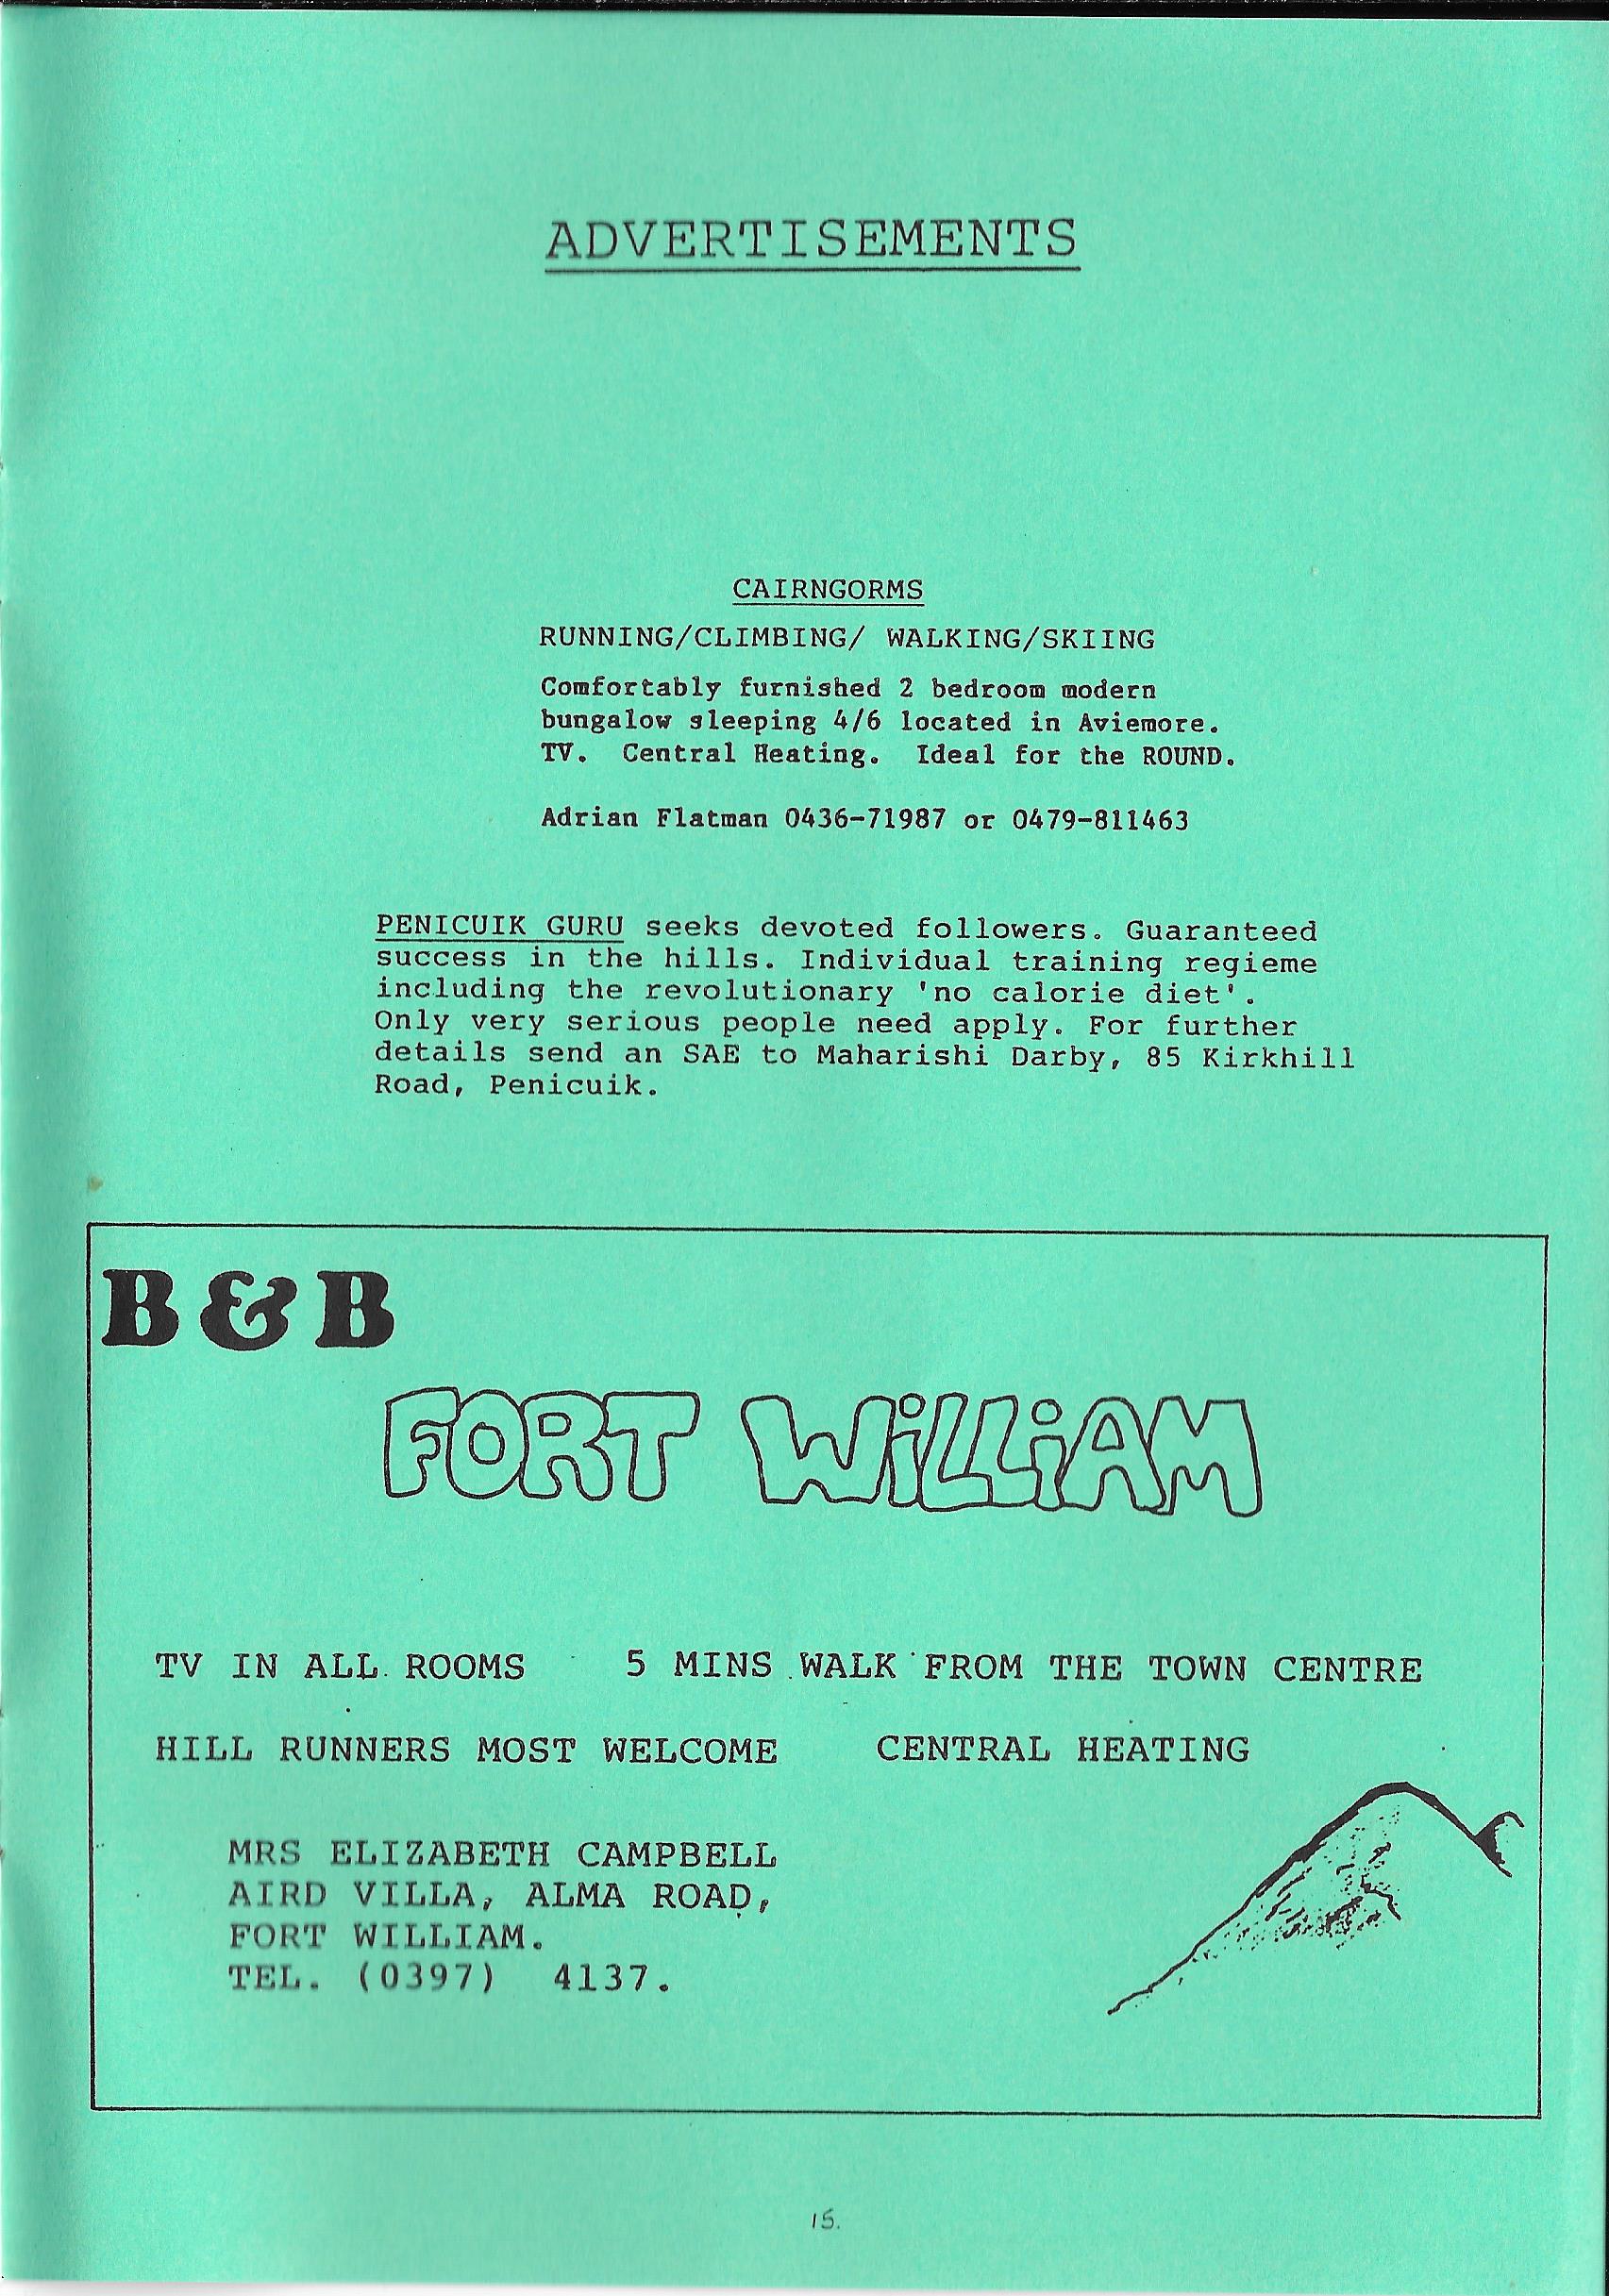 ADVERTISEMENTS
CAIRNGORMS
RUNNING/CLIMBING/ WALKING/SKIING
Comfortably furnished 2 bedroom modern
bungalow sleeping 4/6 located in Aviemore.
TV. Central Heating. Ideal for the ROUND.
Adrian Flatman 0436-71987 or 0479-811463
PENICUIK GURU seeks devoted followers. Guaranteed
success in the hills. Individual training regieme
including the revolutionary 'no calorie diet'.
Only very serious people need apply. For further
details send an SAE to Maharishi Darby, 85 Kirkhill
Road, Penicuik.
B & B
FORT WiLLiAM
TV IN ALL ROOMS 5 MINS WALK FROM THE TOWN CENTRE
HILL RUNNERS MOST WELCOME CENTRAL HEATING
MRS ELIZABETH CAMPBELL
AIRD VILLA, ALMA ROAD,
FORT WILLIAM.
TEL. (0397) 4137.
15.